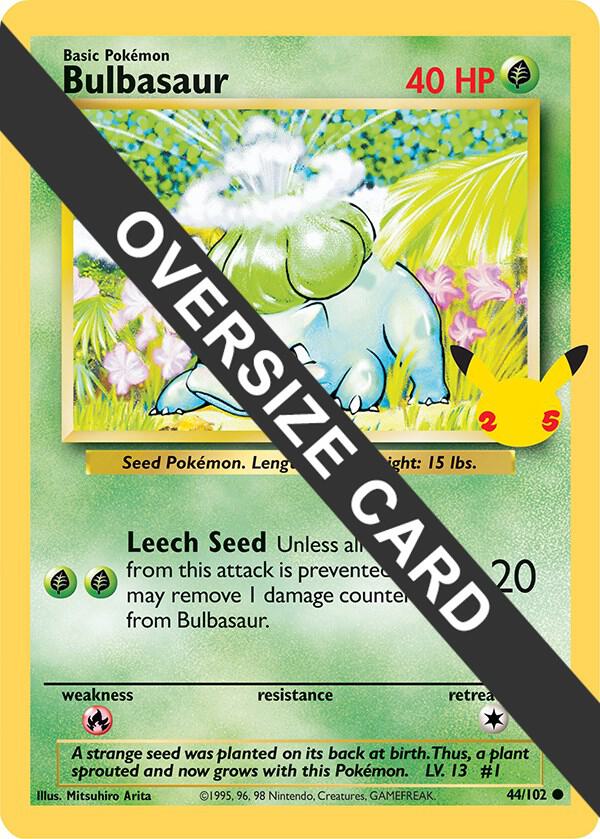 Basic Pokémon
Bulbasaur
40 HP
OVERSIZE CARD
2 5
Seed Pokémon. Leng ght: 15 lbs.
Leech Seed Unless all
from this attack is prevented
may remove 1 damage counter 20
from Bulbasaur.
weakness resistance retrea
A strange seed was planted on its back at birth. Thus, a plant
sprouted and now grows with this Pokémon. LV. 13 #1
Illus. Mitsuhiro Arita ©1995, 96, 98 Nintendo, Creatures, GAMEFREAK. 44/102